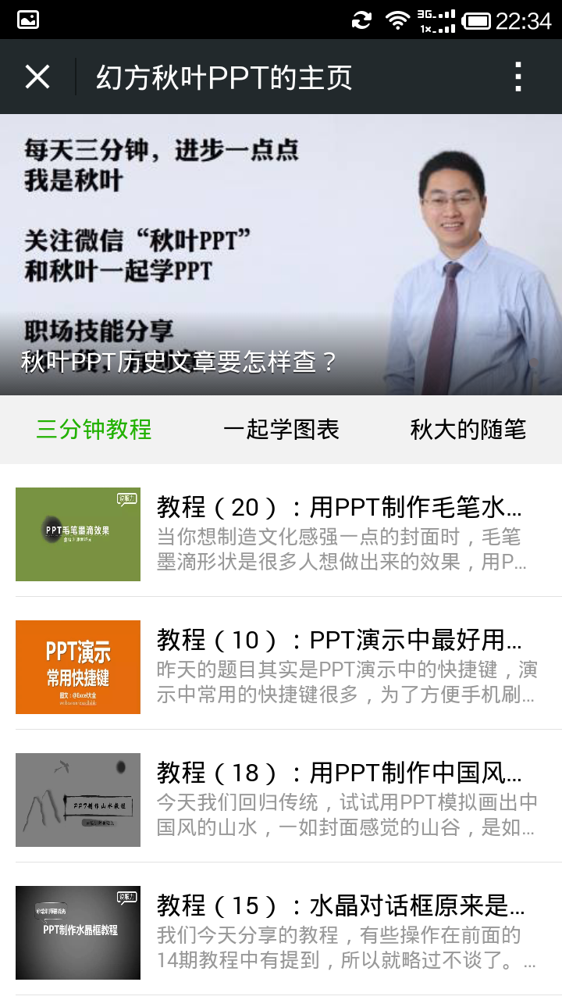 3G
1x
22:34
幻方秋叶PPT的主页
每天三分钟，进步一点点
我是秋叶
关注微信“秋叶PPT”
和秋叶一起学PPT
职场技能分享
秋叶PPT历史文章要怎样查？
三分钟教程 一起学图表 秋大的随笔
说服力
PPT毛笔墨滴效果
教程（20）：用PPT制作毛笔水...
当你想制造文化感强一点的封面时，毛笔
墨滴形状是很多人想做出来的效果，用P...
PPT演示
常用快捷键
图文：@Excel大全
教程（10）：PPT演示中最好用...
昨天的题目其实是PPT演示中的快捷键，演
示中常用的快捷键很多，为了方便手机刷...
PPT制作山水教程
教程（18）：用PPT制作中国风...
今天我们回归传统，试试用PPT模拟画出中
国风的山水，一如封面感觉的山谷，是如...
说服力
PPT制作水晶框教程
教程（15）：水晶对话框原来是...
我们今天分享的教程，有些操作在前面的
14期教程中有提到，所以就略过不谈了。...